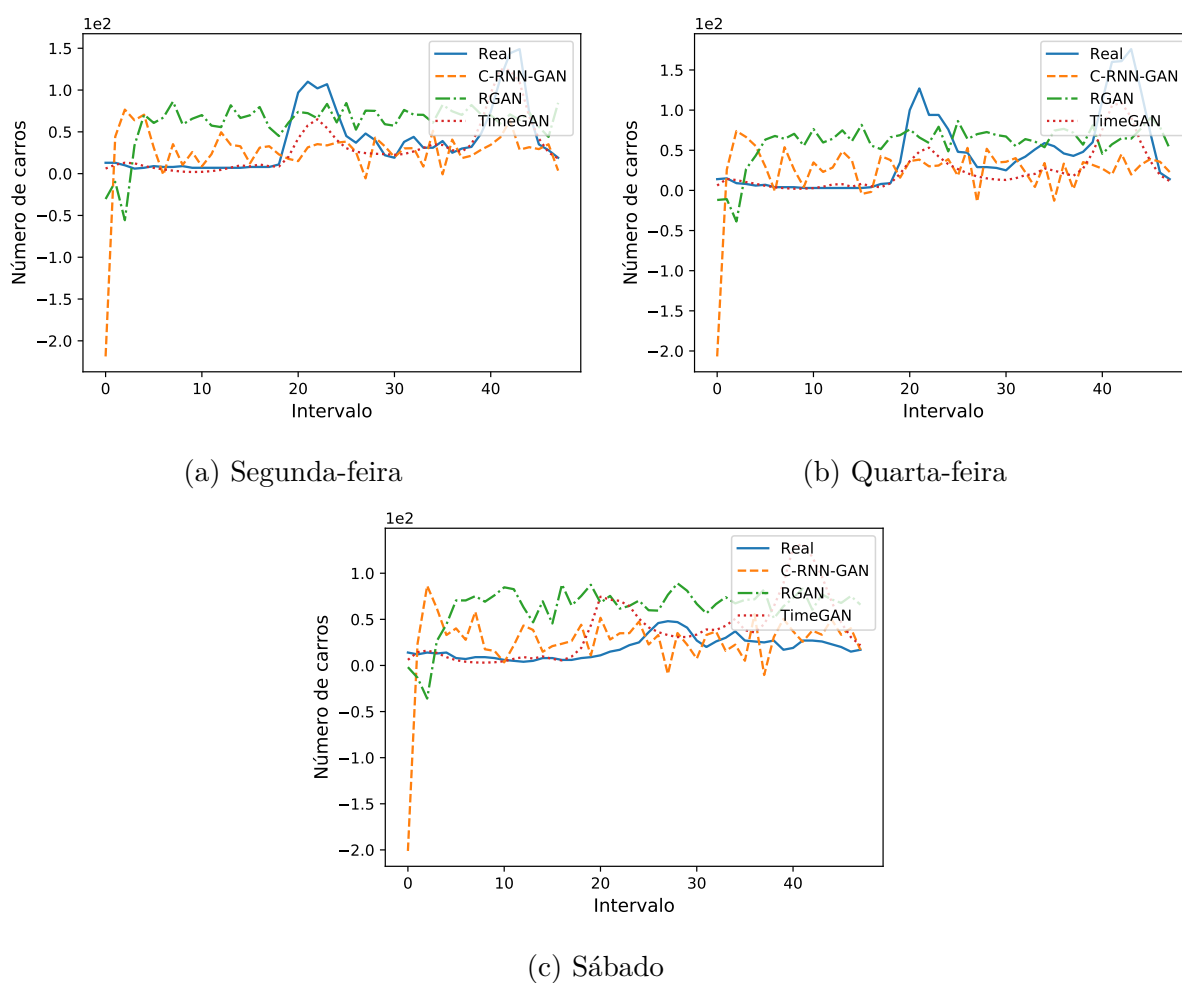 1e2
Número de carros
1.5
1.0
0.5
0.0
−0.5
−1.0
−1.5
−2.0
Real
C-RNN-GAN
RGAN
TimeGAN
0 10 20 30 40
Intervalo
(a) Segunda-feira
1e2
Número de carros
1.5
1.0
0.5
0.0
−0.5
−1.0
−1.5
−2.0
Real
C-RNN-GAN
RGAN
TimeGAN
0 10 20 30 40
Intervalo
(b) Quarta-feira
1e2
Número de carros
1.0
0.5
0.0
−0.5
−1.0
−1.5
−2.0
Real
C-RNN-GAN
RGAN
TimeGAN
0 10 20 30 40
Intervalo
(c) Sábado